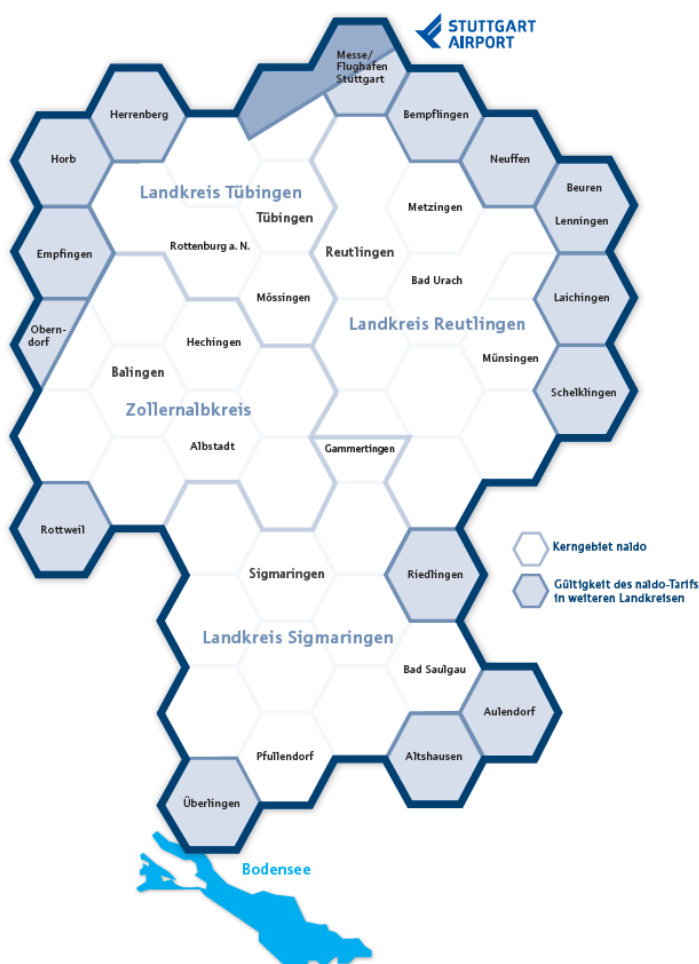 STUTTGART
AIRPORT
Messe/
Flughafen
Stuttgart
Herrenberg
Bempflingen
Horb
Neuffen
Beuren
Landkreis Tübingen
Metzingen
Tübingen
Lenningen
Rottenburg a. N.
Reutlingen
Empfingen
Bad Urach
Mössingen
Laichingen
Landkreis Reutlingen
Obern-
dorf
Hechingen
Münsingen
Balingen
Schelklingen
Zollernalbkreis
Albstadt
Gammertingen
Rottweil
Kerngebiet naldo
Sigmaringen
Riedlingen
Gültigkeit des naldo-Tarifs
in weiteren Landkreisen
Landkreis Sigmaringen
Bad Saulgau
Aulendorf
Pfullendorf
Altshausen
Überlingen
Bodensee